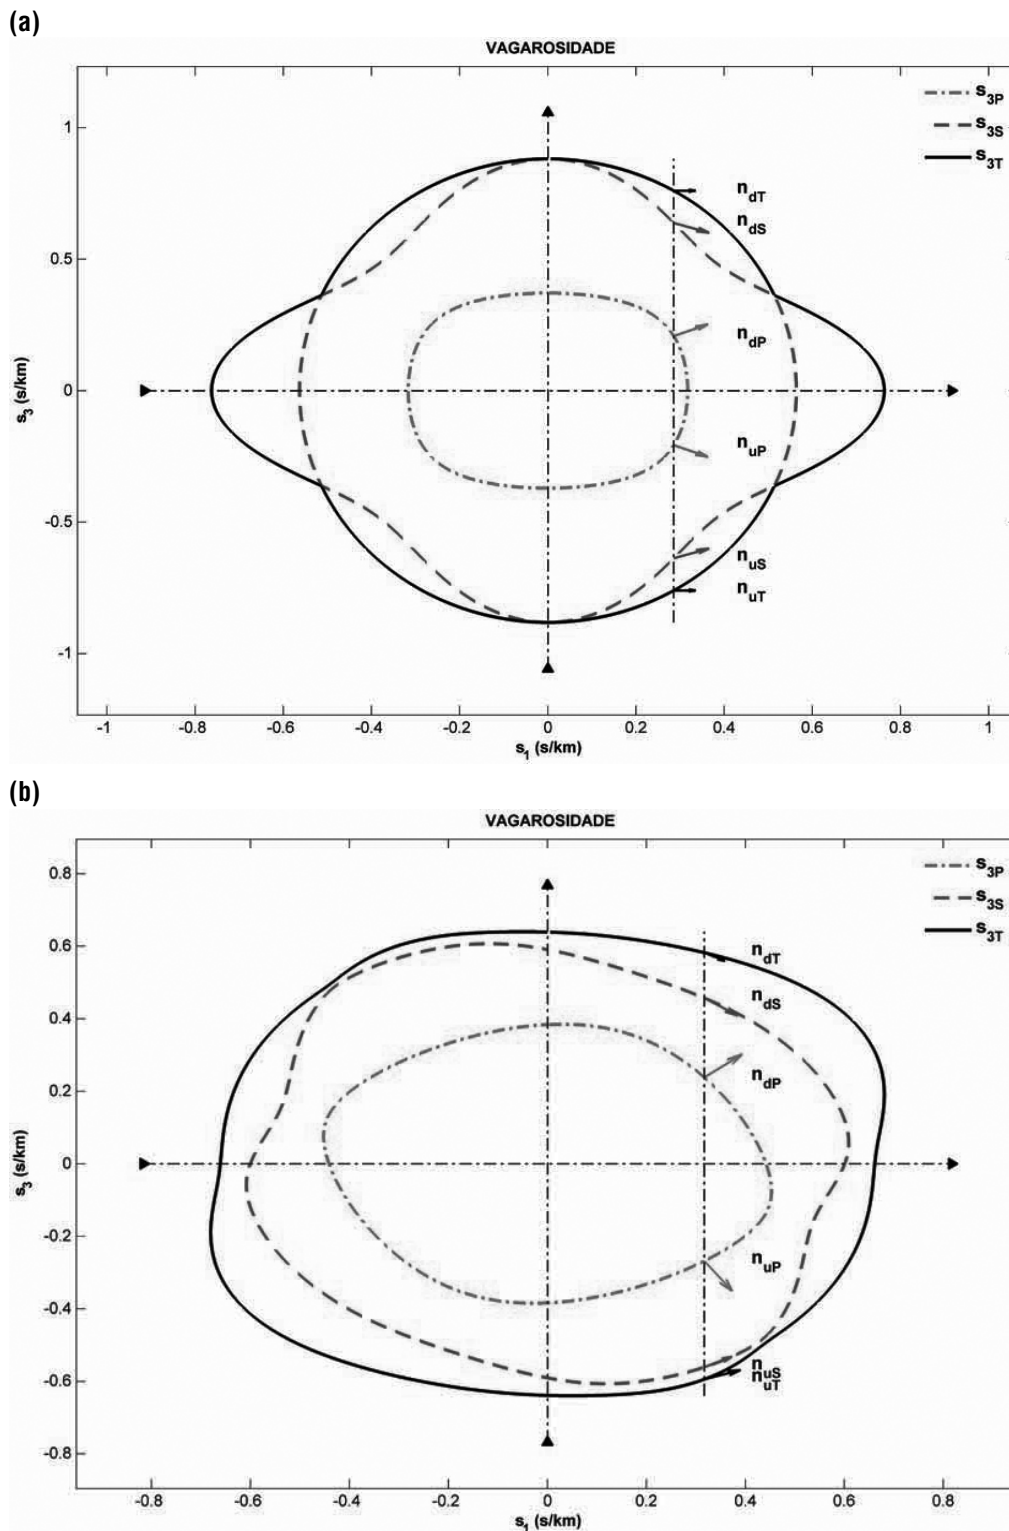 (a)
VAGAROSIDADE
s3P
s3S
s3T
ndT
ndS
ndP
nuP
nuS
nuT
1
0.5
0
-0.5
-1
s3 (s/km)
-1 -0.8 -0.6 -0.4 -0.2 0 0.2 0.4 0.6 0.8 1
s1 (s/km)
(b)
VAGAROSIDADE
s3P
s3S
s3T
ndT
ndS
ndP
nuP
nuS
nuT
0.8
0.6
0.4
0.2
0
-0.2
-0.4
-0.6
-0.8
s3 (s/km)
-0.8 -0.6 -0.4 -0.2 0 0.2 0.4 0.6 0.8
s1 (s/km)